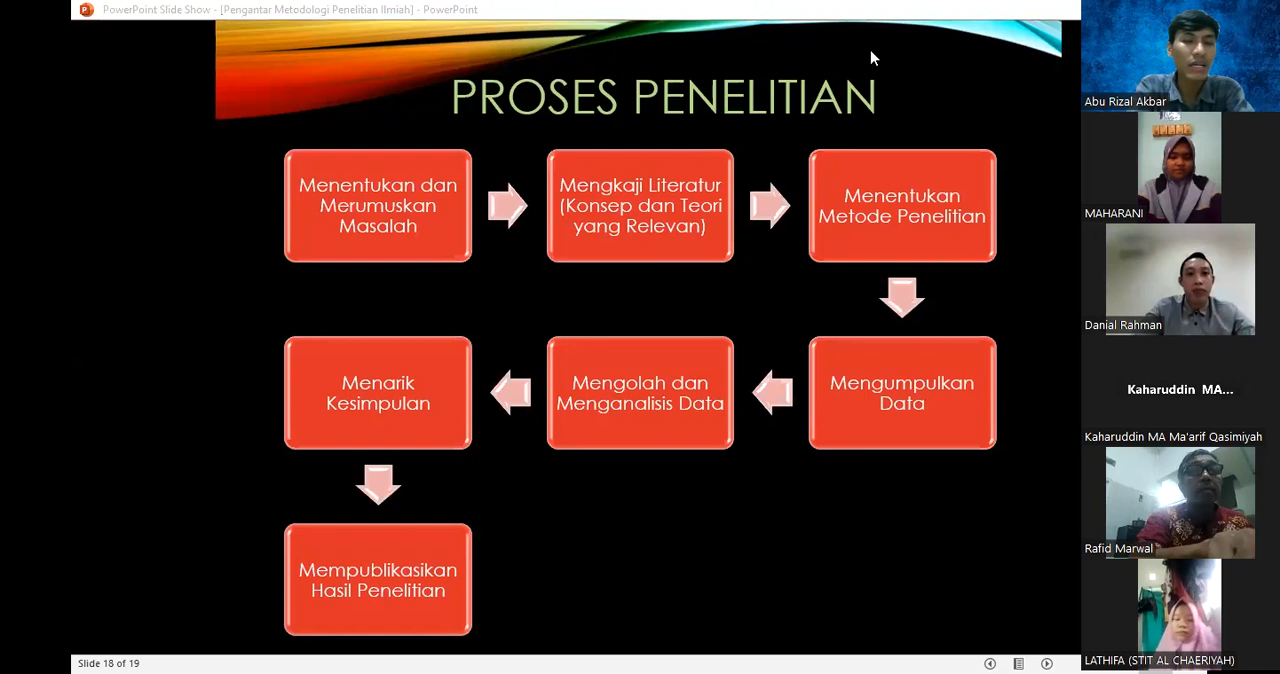 PowerPoint Slide Show - [Pengantar Metodologi Penelitian Ilmiah] - PowerPoint
PROSES PENELITIAN
Menentukan dan
Merumuskan
Masalah
Mengkaji Literatur
(Konsep dan Teori
yang Relevan)
Menentukan
Metode Penelitian
Mengumpulkan
Data
Mengolah dan
Menganalisis Data
Menarik
Kesimpulan
Mempublikasikan
Hasil Penelitian
Slide 18 of 19
Abu Rizal Akbar
MAHARANI
Danial Rahman
Kaharuddin MA...
Kaharuddin MA Ma'arif Qasimiyah
Rafid Marwal
LATHIFA (STIT AL CHAERIYAH)